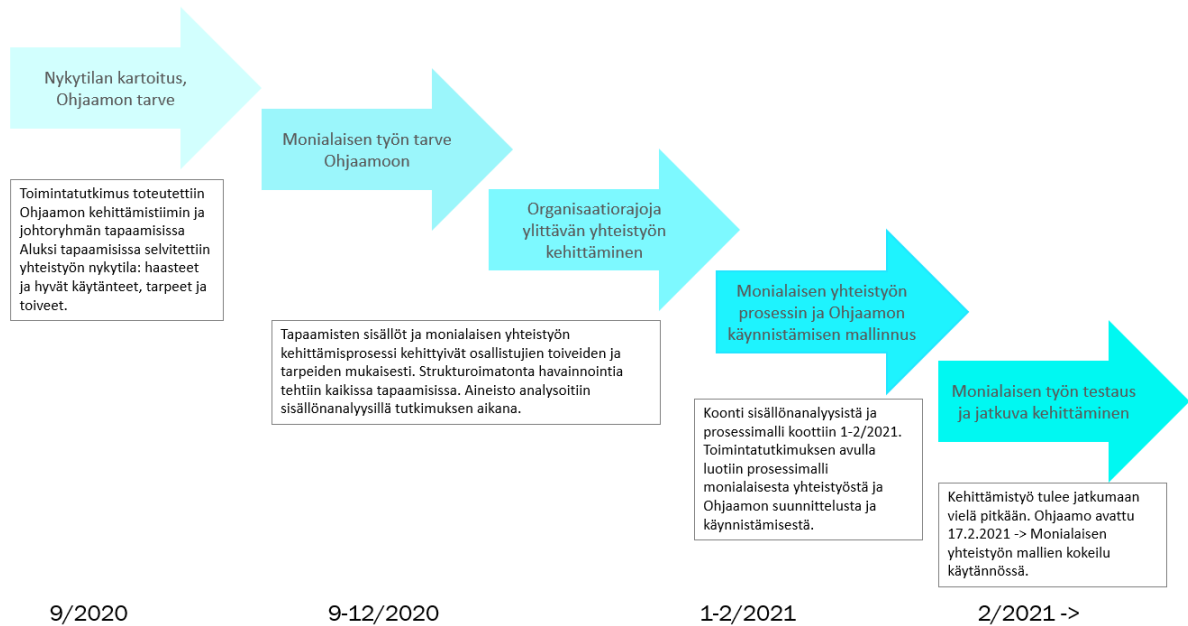 Nykytilan kartoitus,
Ohjaamon tarve
Toimintatutkimus toteutettiin
Ohjaamon kehittämistiimin ja
johtoryhmän tapaamisissa
Aluksi tapaamisissa selvitettiin
yhteistyön nykytila: haasteet
ja hyvät käytänteet, tarpeet ja
toiveet.
Monialaisen työn tarve
Ohjaamoon
Organisaatiorajoja
ylittävän yhteistyön
kehittäminen
Tapaamisten sisällöt ja monialaisen yhteistyön
kehittämisprosessi kehittyivät osallistujien toiveiden ja
tarpeiden mukaisesti. Strukturoimatonta havainnointia
tehtiin kaikissa tapaamisissa. Aineisto analysoitiin
sisällönanalyysillä tutkimuksen aikana.
Monialaisen yhteistyön
prosessin ja Ohjaamon
käynnistämisen mallinnus
Koonti sisällönanalyysistä ja
prosessimalli koottiin 1-2/2021.
Toimintatutkimuksen avulla
luotiin prosessimalli
monialaisesta yhteistyöstä ja
Ohjaamon suunnittelusta ja
käynnistämisestä.
Monialaisen työn testaus
ja jatkuva kehittäminen
Kehittämistyö tulee jatkumaan
vielä pitkään. Ohjaamo avattu
17.2.2021 -> Monialaisen
yhteistyön mallien kokeilu
käytännössä.
9/2020
9-12/2020
1-2/2021
2/2021 ->